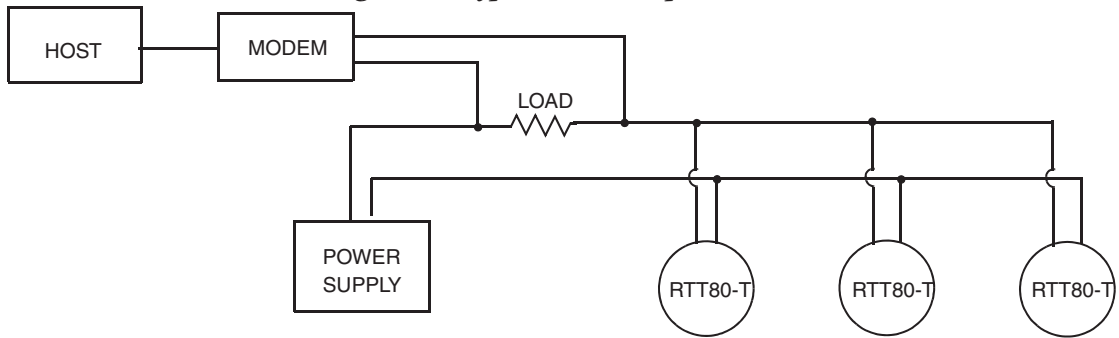 HOST
MODEM
LOAD
POWER
SUPPLY
RTT80-T
RTT80-T
RTT80-T